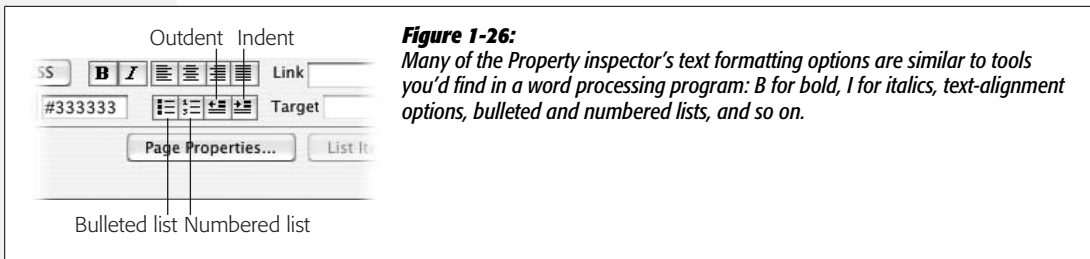 Outdent Indent
SS B I Link
#333333 Target
Page Properties... List It
Bulleted list Numbered list
Figure 1-26:
Many of the Property inspector's text formatting options are similar to tools
you'd find in a word processing program: B for bold, I for italics, text-alignment
options, bulleted and numbered lists, and so on.